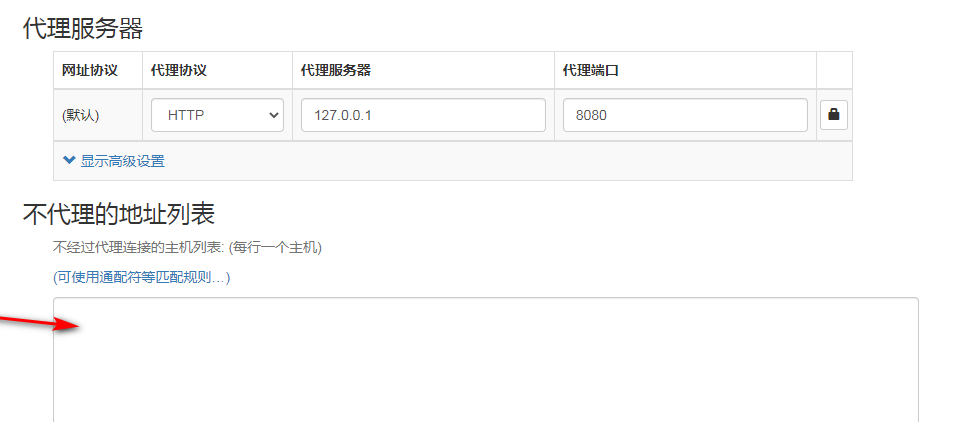 代理服务器
网址协议 代理协议 代理服务器 代理端口
(默认) HTTP 127.0.0.1 8080
显示高级设置
不代理的地址列表
不经过代理连接的主机列表: (每行一个主机)
(可使用通配符等匹配规则…)